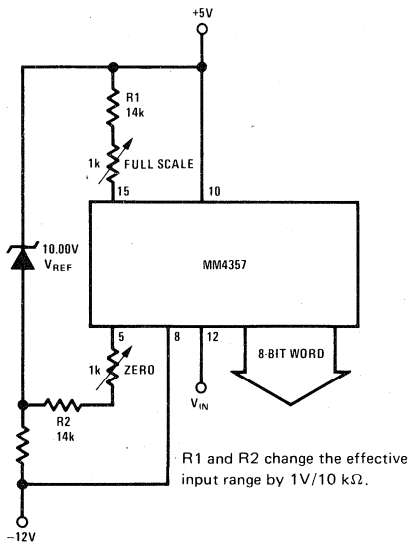 +5V
R1
14k
1k FULL SCALE
15
10
10.00V
VREF
MM4357
5
8
12
8-BIT WORD
1k ZERO
VIN
R2
14k
R1 and R2 change the effective
input range by 1V/10 kΩ.
−12V